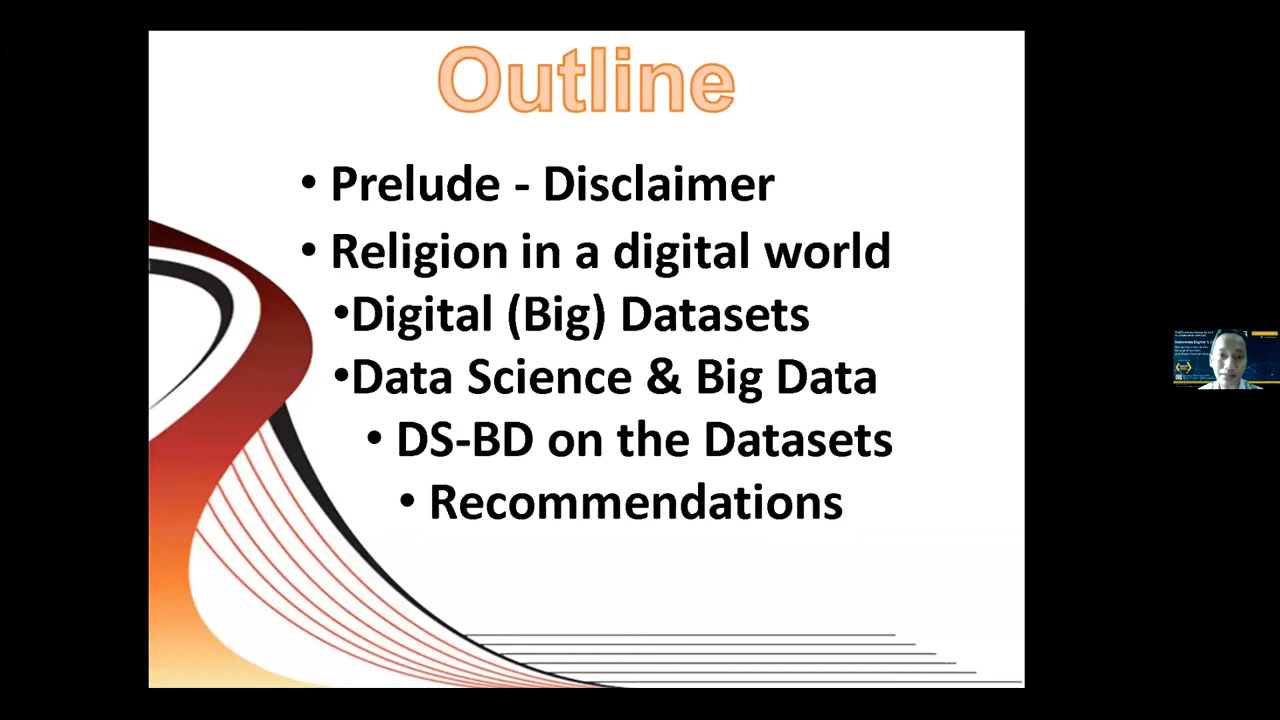 Outline
• Prelude - Disclaimer
• Religion in a digital world
•Digital (Big) Datasets
•Data Science & Big Data
• DS-BD on the Datasets
• Recommendations